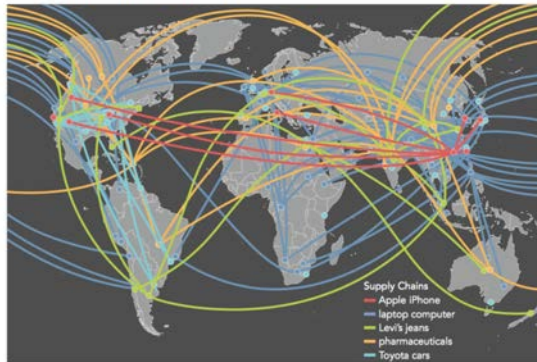 Supply Chains
Apple iPhone
laptop computer
Levi's jeans
pharmaceuticals
Toyota cars